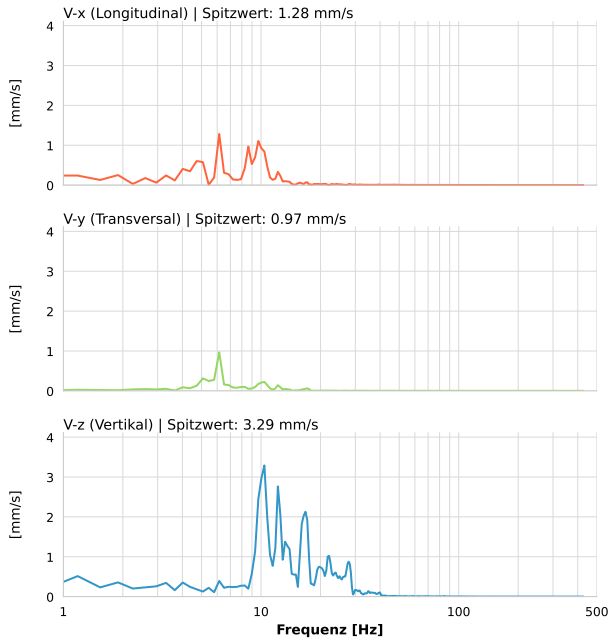 V-x (Longitudinal) | Spitzwert: 1.28 mm/s
4
3
2
1
0
[mm/s]
V-y (Transversal) | Spitzwert: 0.97 mm/s
4
3
2
1
0
[mm/s]
V-z (Vertikal) | Spitzwert: 3.29 mm/s
4
3
2
1
0
[mm/s]
1 10 100 500
Frequenz [Hz]